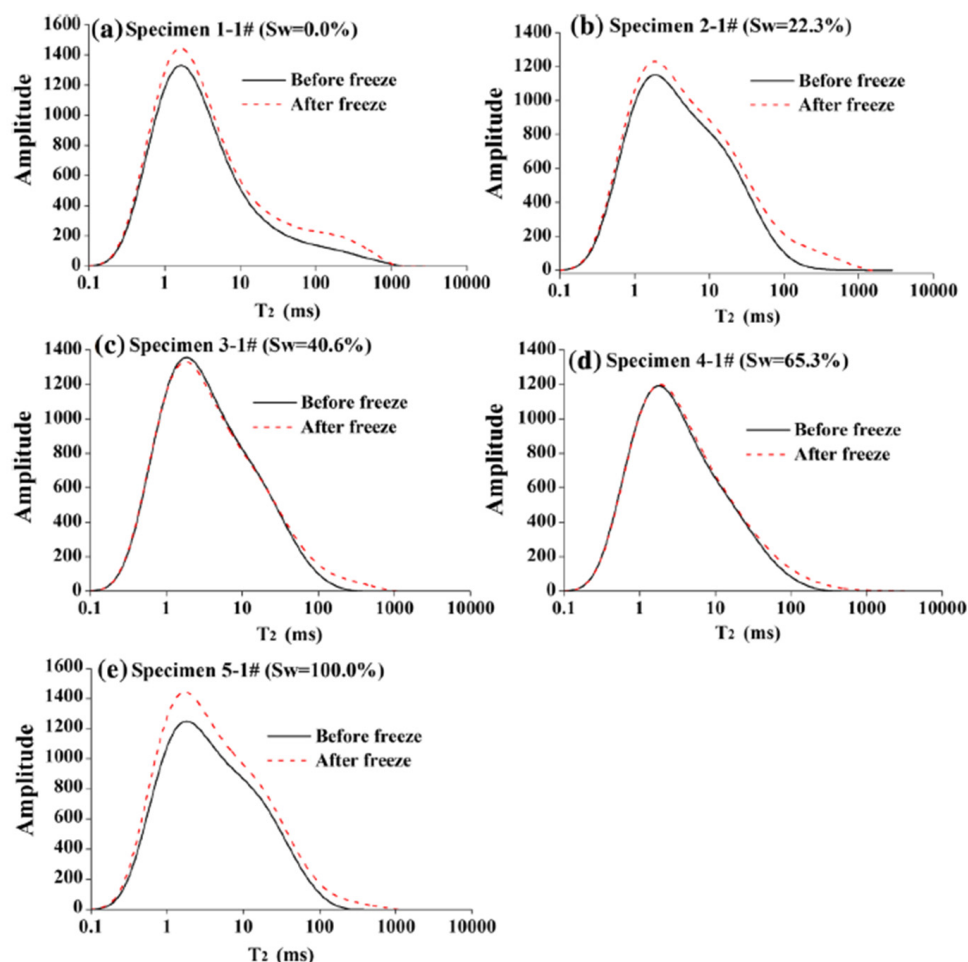 (a) Specimen 1-1# (Sw=0.0%)
1600
1400
1200
1000
800
600
400
200
0
Amplitude
Before freeze
After freeze
0.1 1 10 100 1000 10000
T2 (ms)
(b) Specimen 2-1# (Sw=22.3%)
1400
1200
1000
800
600
400
200
0
Amplitude
Before freeze
After freeze
0.1 1 10 100 1000 10000
T2 (ms)
(c) Specimen 3-1# (Sw=40.6%)
1400
1200
1000
800
600
400
200
0
Amplitude
Before freeze
After freeze
0.1 1 10 100 1000 10000
T2 (ms)
(d) Specimen 4-1# (Sw=65.3%)
1400
1200
1000
800
600
400
200
0
Amplitude
Before freeze
After freeze
0.1 1 10 100 1000 10000
T2 (ms)
(e) Specimen 5-1# (Sw=100.0%)
1600
1400
1200
1000
800
600
400
200
0
Amplitude
Before freeze
After freeze
0.1 1 10 100 1000 10000
T2 (ms)